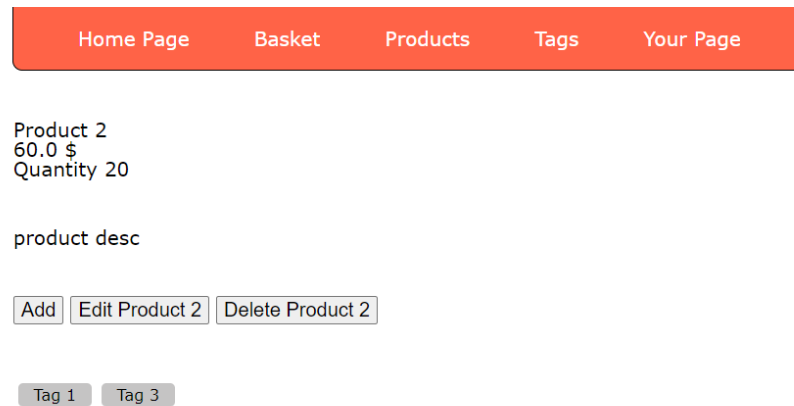 Home Page Basket Products Tags Your Page
Product 2
60.0 $
Quantity 20
product desc
Add Edit Product 2 Delete Product 2
Tag 1 Tag 3